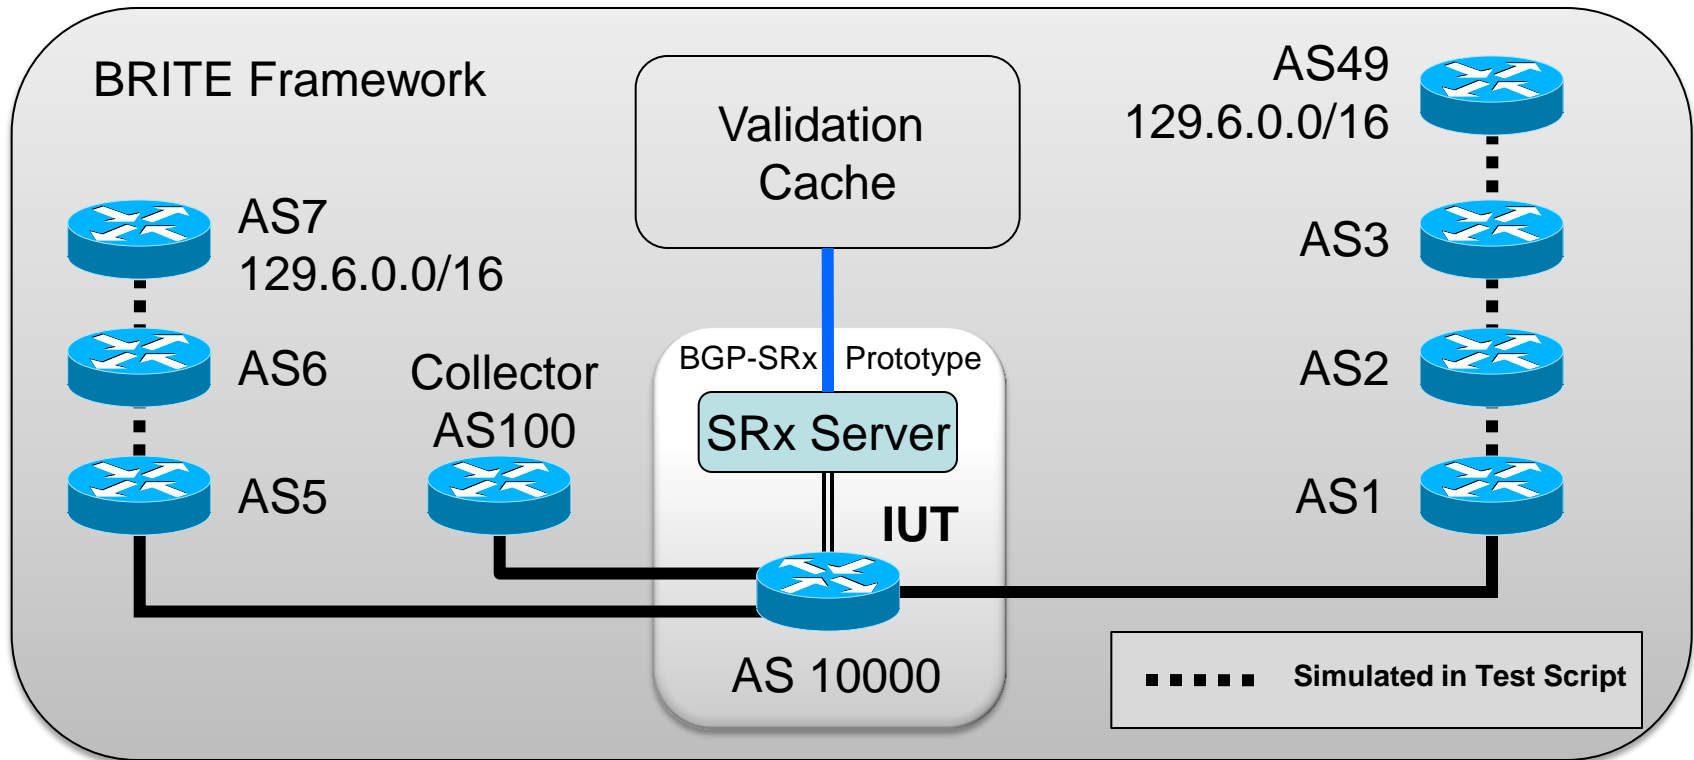 BRITE Framework
Validation
Cache
AS49
129.6.0.0/16
AS7
129.6.0.0/16
AS3
AS6
Collector
AS100
BGP-SRx Prototype
SRx Server
AS2
AS5
IUT
AS1
AS 10000
Simulated in Test Script